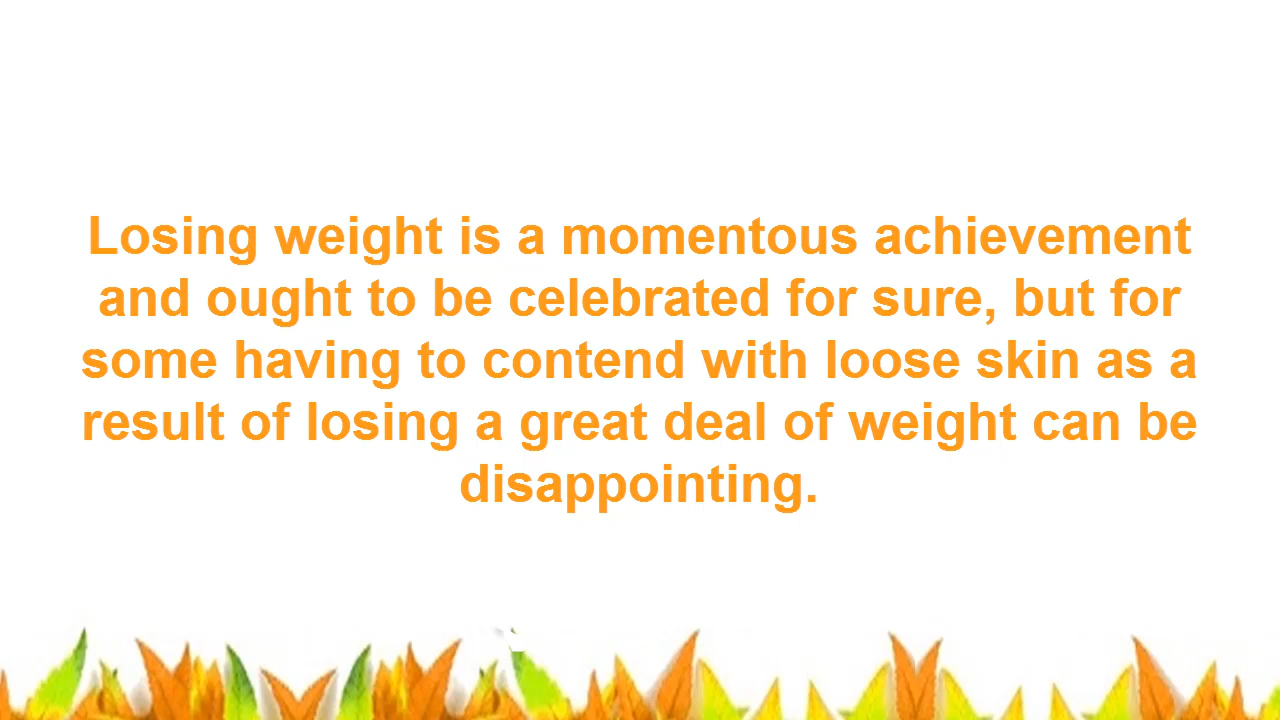 Losing weight is a momentous achievement
and ought to be celebrated for sure, but for
some having to contend with loose skin as a
result of losing a great deal of weight can be
disappointing.